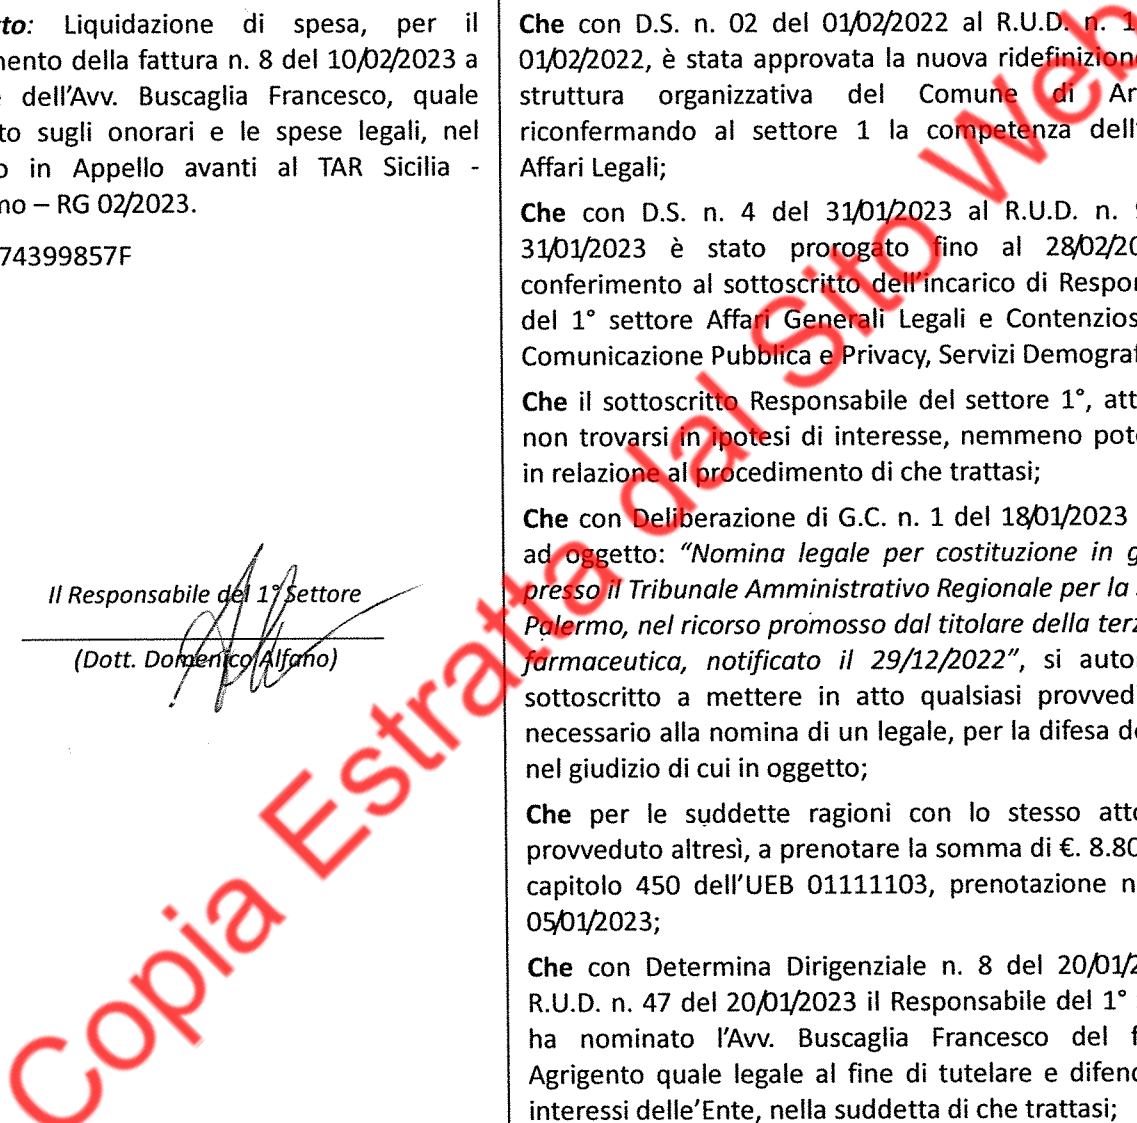 to: Liquidazione di spesa, per il
mento della fattura n. 8 del 10/02/2023 a
dell’Avv. Buscaglia Francesco, quale
to sugli onorari e le spese legali, nel
o in Appello avanti al TAR Sicilia -
mo – RG 02/2023.
74399857F
Il Responsabile del 1° Settore
(Dott. Domenico Alfano)
Che con D.S. n. 02 del 01/02/2022 al R.U.D. n. 1
01/02/2022, è stata approvata la nuova ridefinizione
struttura organizzativa del Comune di Ar
riconfermando al settore 1 la competenza dell
Affari Legali;
Che con D.S. n. 4 del 31/01/2023 al R.U.D. n.
31/01/2023 è stato prorogato fino al 28/02/20
conferimento al sottoscritto dell’incarico di Respon
del 1° settore Affari Generali Legali e Contenzios
Comunicazione Pubblica e Privacy, Servizi Demograf
Che il sottoscritto Responsabile del settore 1°, att
non trovarsi in ipotesi di interesse, nemmeno pote
in relazione al procedimento di che trattasi;
Che con Deliberazione di G.C. n. 1 del 18/01/2023
ad oggetto: “Nomina legale per costituzione in g
presso il Tribunale Amministrativo Regionale per la
Palermo, nel ricorso promosso dal titolare della terz
farmaceutica, notificato il 29/12/2022”, si auto
sottoscritto a mettere in atto qualsiasi provved
necessario alla nomina di un legale, per la difesa de
nel giudizio di cui in oggetto;
Che per le suddette ragioni con lo stesso atto
provveduto altresì, a prenotare la somma di €. 8.80
capitolo 450 dell’UEB 01111103, prenotazione n
05/01/2023;
Che con Determina Dirigenziale n. 8 del 20/01/2
R.U.D. n. 47 del 20/01/2023 il Responsabile del 1°
ha nominato l’Avv. Buscaglia Francesco del f
Agrigento quale legale al fine di tutelare e difend
interessi delle’Ente, nella suddetta di che trattasi;
Copia Estratta dal Sito Web